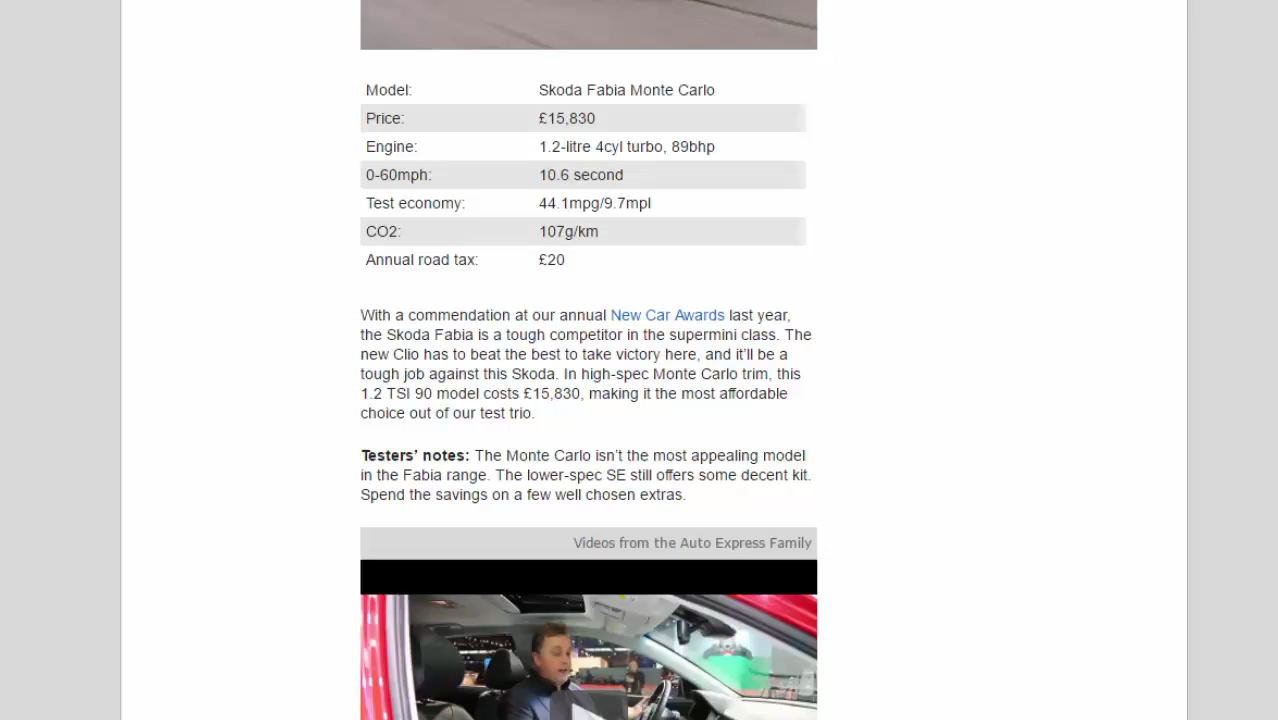 Model: Skoda Fabia Monte Carlo
Price: £15,830
Engine: 1.2-litre 4cyl turbo, 89bhp
0-60mph: 10.6 second
Test economy: 44.1mpg/9.7mpl
CO2: 107g/km
Annual road tax: £20
With a commendation at our annual New Car Awards last year,
the Skoda Fabia is a tough competitor in the supermini class. The
new Clio has to beat the best to take victory here, and it’ll be a
tough job against this Skoda. In high-spec Monte Carlo trim, this
1.2 TSI 90 model costs £15,830, making it the most affordable
choice out of our test trio.
Testers’ notes: The Monte Carlo isn’t the most appealing model
in the Fabia range. The lower-spec SE still offers some decent kit.
Spend the savings on a few well chosen extras.
Videos from the Auto Express Family